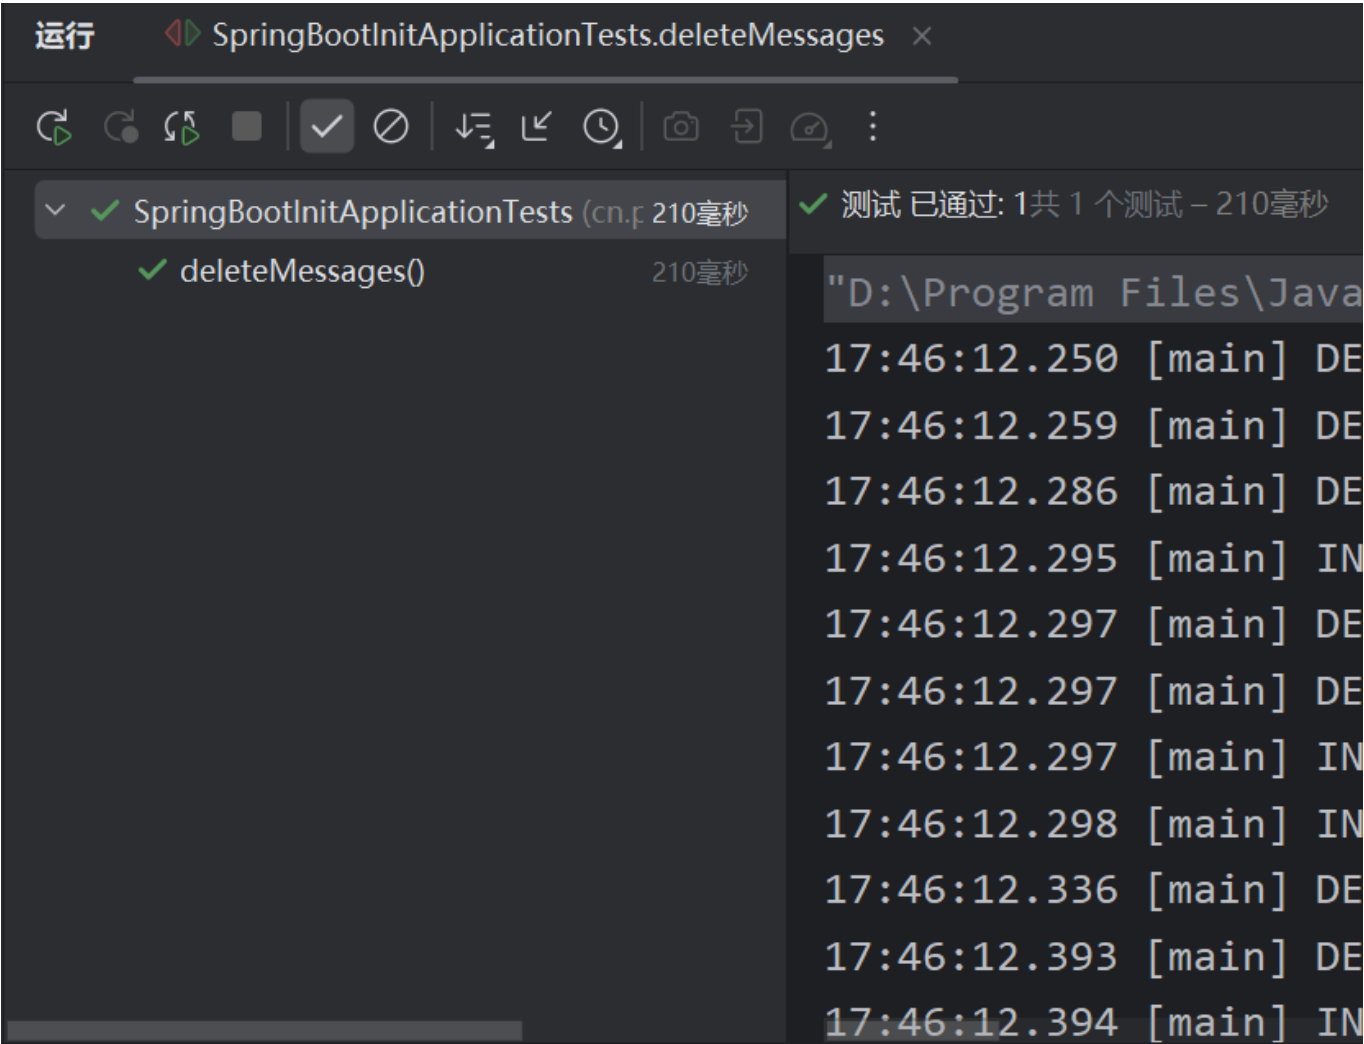 运行 SpringBootInitApplicationTests.deleteMessages
SpringBootInitApplicationTests (cn.p 210毫秒
deleteMessages() 210毫秒
测试 已通过: 1共 1 个测试 – 210毫秒
"D:\Program Files\Java
17:46:12.250 [main] DE
17:46:12.259 [main] DE
17:46:12.286 [main] DE
17:46:12.295 [main] IN
17:46:12.297 [main] DE
17:46:12.297 [main] DE
17:46:12.297 [main] IN
17:46:12.298 [main] IN
17:46:12.336 [main] DE
17:46:12.393 [main] DE
17:46:12.394 [main] IN